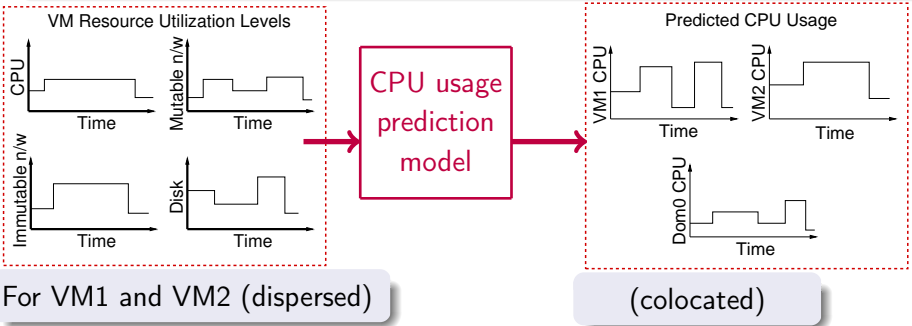 VM Resource Utilization Levels
CPU
Time
Mutable n/w
Time
Immutable n/w
Time
Disk
Time
CPU usage
prediction
model
Predicted CPU Usage
VM1 CPU
Time
VM2 CPU
Time
Dom0 CPU
Time
For VM1 and VM2 (dispersed)
(colocated)